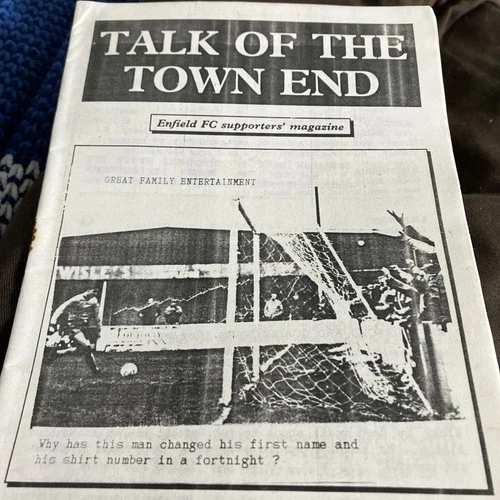 TALK OF THE
TOWN END
Enfield FC supporters' magazine
GREAT FAMILY ENTERTAINMENT
WISLE'S
Why has this man changed his first name and
his shirt number in a fortnight ?